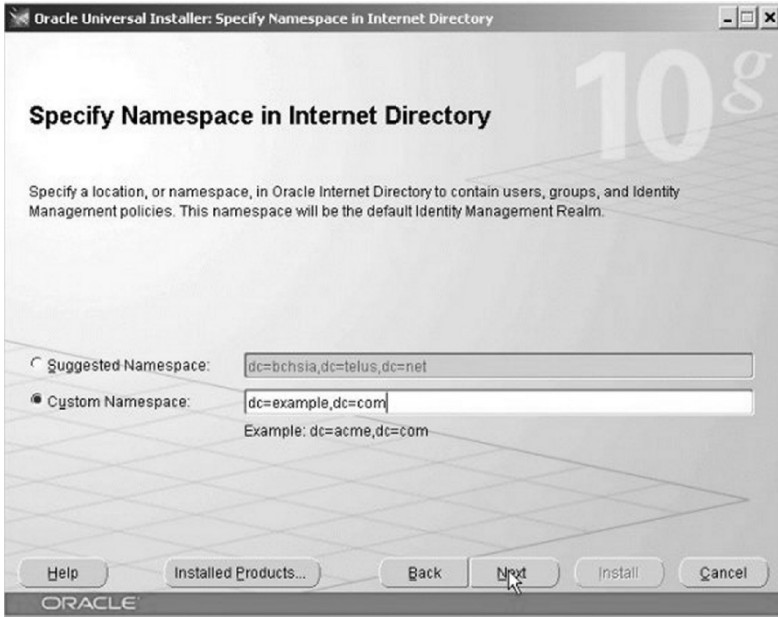 Oracle Universal Installer: Specify Namespace in Internet Directory
10g
Specify Namespace in Internet Directory
Specify a location, or namespace, in Oracle Internet Directory to contain users, groups, and Identity
Management policies. This namespace will be the default Identity Management Realm.
Suggested Namespace: dc=bchsia,dc=telus,dc=net
Custom Namespace: dc=example,dc=com
Example: dc=acme,dc=com
Help Installed Products... Back Next Install Cancel
ORACLE